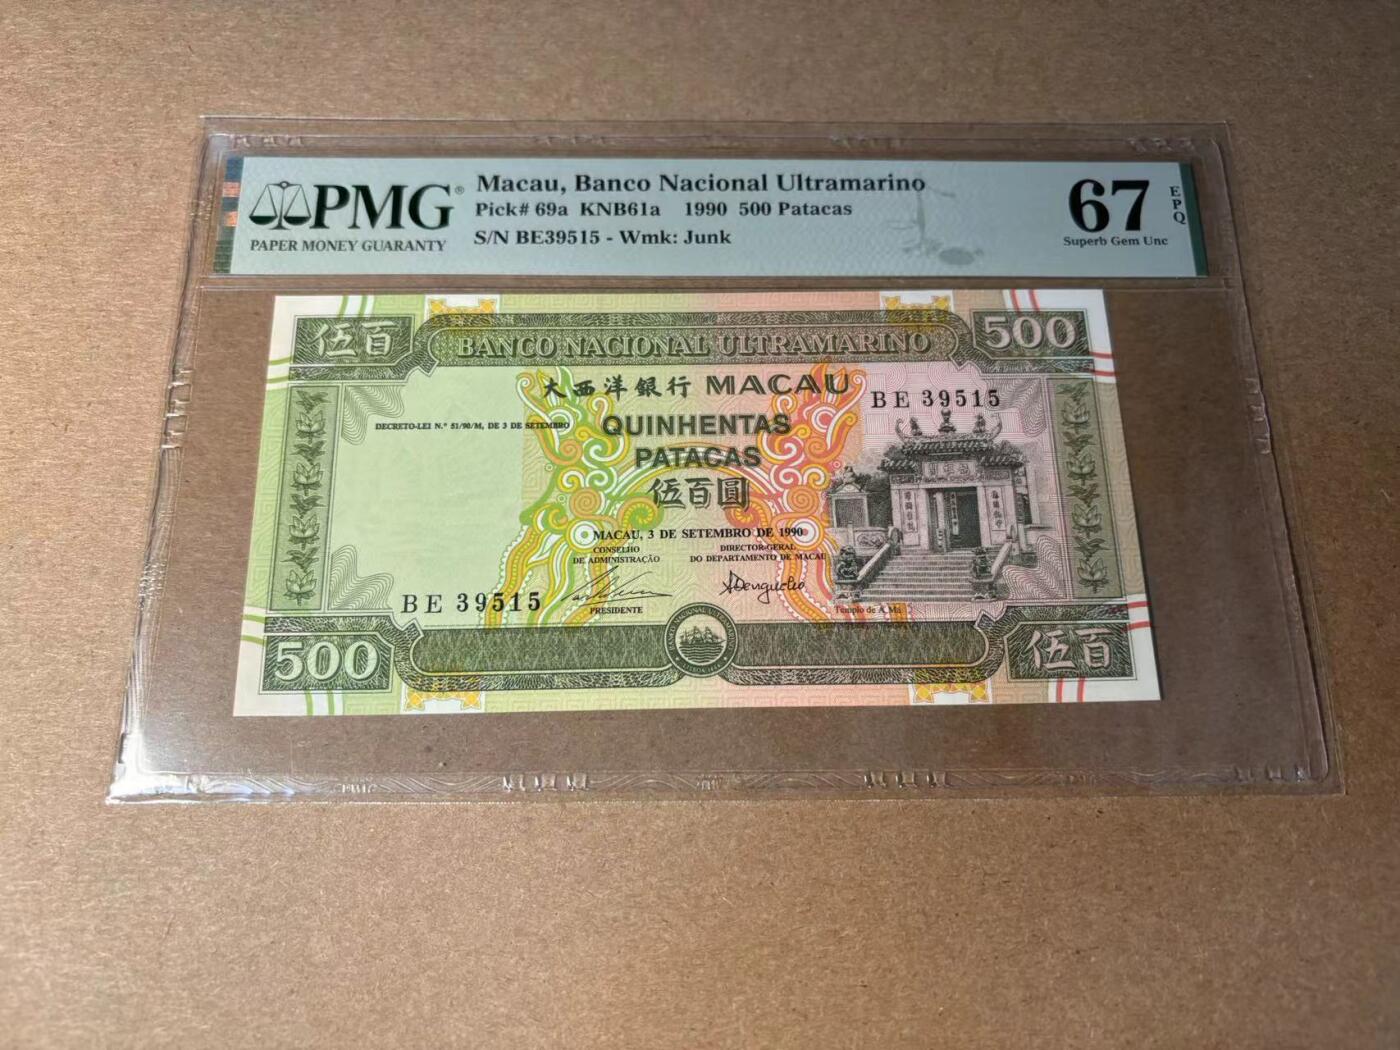 PMG®
PAPER MONEY GUARANTY
Macau, Banco Nacional Ultramarino
Pick# 69a KNB61a 1990 500 Patacas
S/N BE39515 - Wmk: Junk
67
EPQ
Superb Gem Unc
伍百
BANCO NACIONAL ULTRAMARINO
500
大西洋銀行 MACAU
BE 39515
DECRETO-LEI N.º 51/90/M, DE 3 DE SETEMBRO
QUINHENTAS
PATACAS
伍百圓
MACAU, 3 DE SETEMBRO DE 1990
CONSELHO
DE ADMINISTRAÇÃO
DIRECTOR-GERAL
DO DEPARTAMENTO DE MACAU
BE 39515
PRESIDENTE
Templo de A Ma
500
伍百